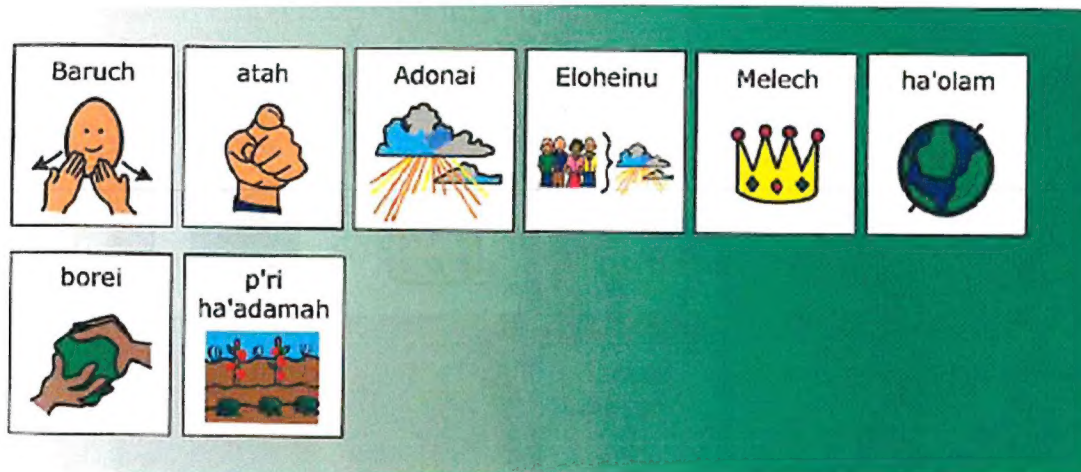 Baruch
atah
Adonai
Eloheinu
Melech
ha'olam
borei
p'ri
ha'adamah